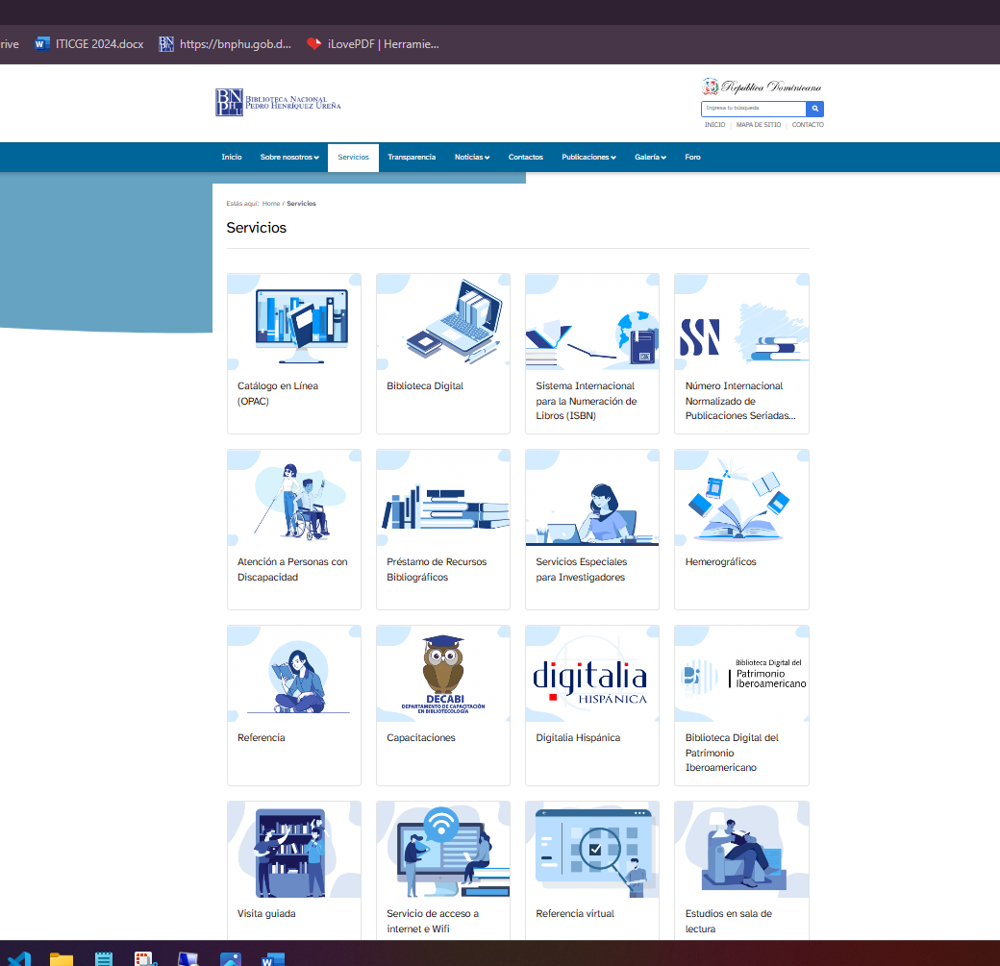 rive
ITICGE 2024.docx
https://bnphu.gob.d...
iLovePDF | Herramie...
BIBLIOTECA NACIONAL
PEDRO HENRÍQUEZ UREÑA
República Dominicana
Ingresa tu búsqueda
INICIO | MAPA DE SITIO | CONTACTO
Inicio
Sobre nosotros
Servicios
Transparencia
Noticias
Contactos
Publicaciones
Galería
Foro
Estás aquí: Home / Servicios
Servicios
SSN
Catálogo en Línea
(OPAC)
Biblioteca Digital
Sistema Internacional
para la Numeración de
Libros (ISBN)
Número Internacional
Normalizado de
Publicaciones Seriadas...
Atención a Personas con
Discapacidad
Préstamo de Recursos
Bibliográficos
Servicios Especiales
para Investigadores
Hemerográficos
DECABI
DEPARTAMENTO DE CAPACITACIÓN
EN BIBLIOTECOLOGÍA
digitalia
HISPÁNICA
Biblioteca Digital del
Patrimonio
Iberoamericano
Referencia
Capacitaciones
Digitalia Hispánica
Biblioteca Digital del
Patrimonio
Iberoamericano
Visita guiada
Servicio de acceso a
internet e Wifi
Referencia virtual
Estudios en sala de
lectura